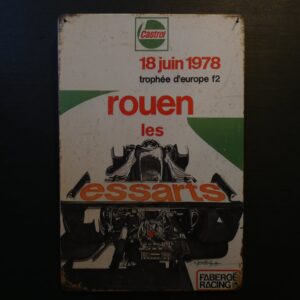 Castrol
18 juin 1978
trophée d'europe f2
rouen
les
essarts
FABERGÉ
RACING